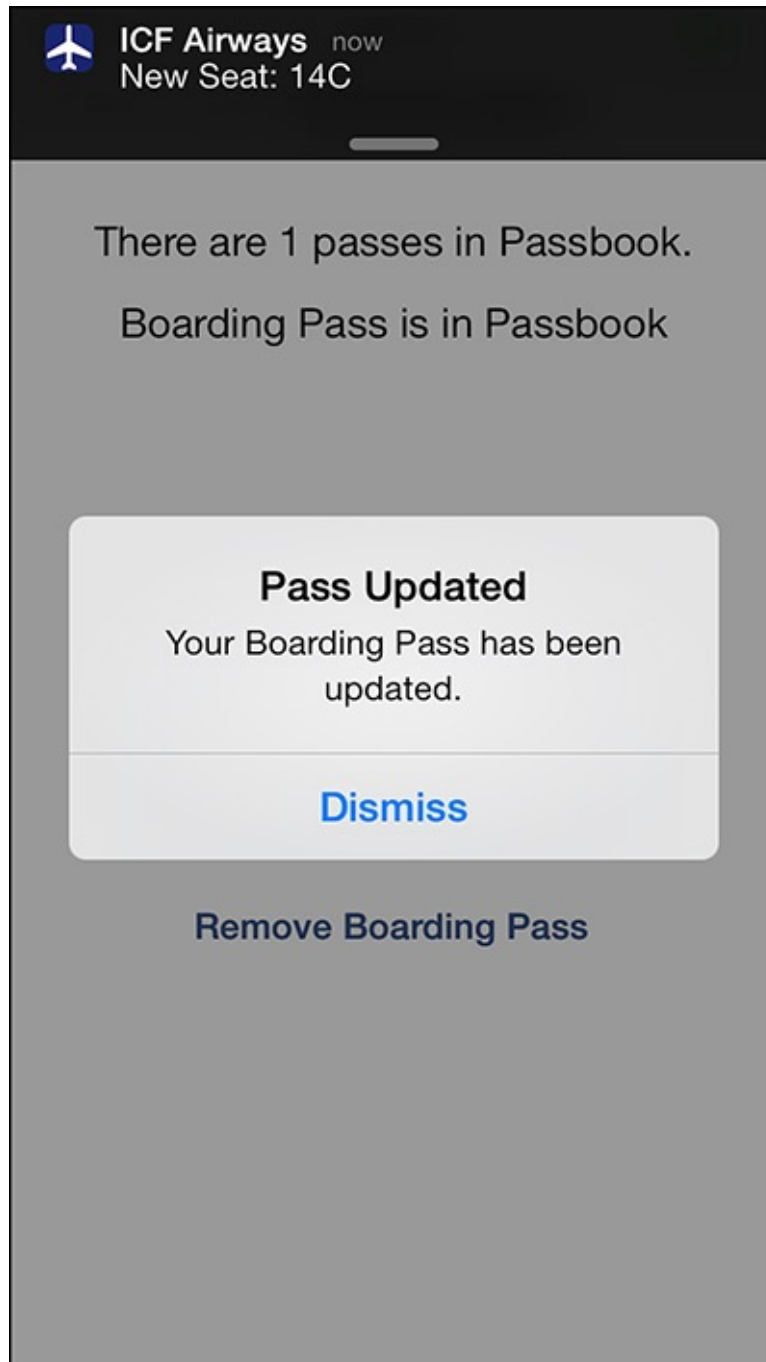 ICF Airways now
New Seat: 14C
There are 1 passes in Passbook.
Boarding Pass is in Passbook
Pass Updated
Your Boarding Pass has been
updated.
Dismiss
Remove Boarding Pass